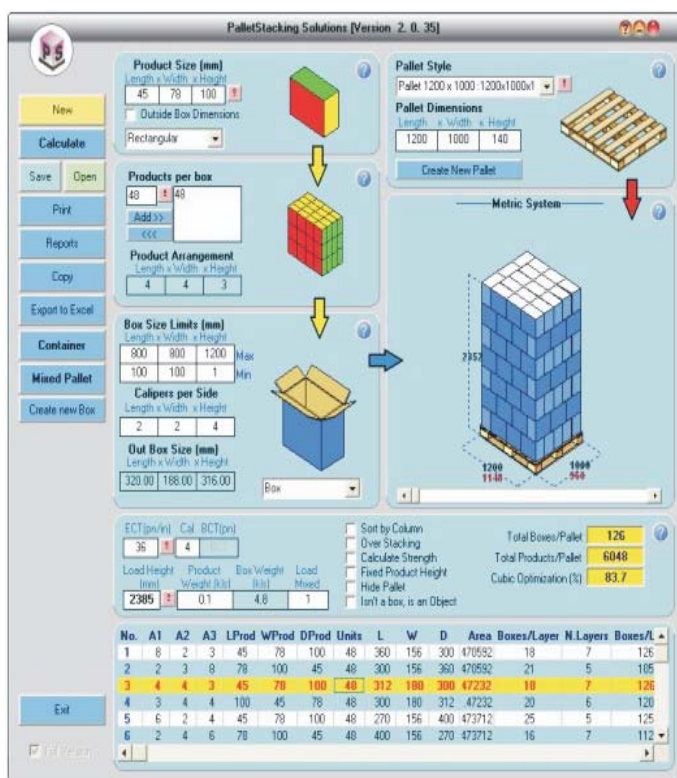 PalletStacking Solutions [Version 2. 0. 35]
PS
New
Calculate
Save Open
Print
Reports
Copy
Export to Excel
Container
Mixed Pallet
Create new Box
Exit
Product Size (mm)
Length x Width x Height
45 78 100 !
Outside Box Dimensions
Rectangular
?
Products per box
48 ! 48
Add >>
<<<
Product Arrangement
Length x Width x Height
4 4 3
?
Box Size Limits (mm)
Length x Width x Height
800 800 1200 Max
100 100 1 Min
Calipers per Side
Length x Width x Height
2 2 4
Out Box Size (mm)
320.00 188.00 316.00
Box
?
Pallet Style
Pallet 1200 x 1000 :1200x1000x1 !
Pallet Dimensions
Length x Width x Height
1200 1000 140
Create New Pallet
?
Metric System
?
2352
1200 1000
1148 960
ECT(pn/in) Cal BCT(pn)
36 ! 4
Load Height (mm) Product Weight (kls) Box Weight (kls) Load Mixed
2385 ! 0.1 4.8 1
Sort by Column
Over Stacking
Calculate Strength
Fixed Product Height
Hide Pallet
Isn't a box, is an Object
Total Boxes/Pallet 126
Total Products/Pallet 6048
Cubic Optimization (%) 83.7
?
No. A1 A2 A3 LProd WProd DProd Units L W D Area Boxes/Layer N.Layers Boxes/L
1 8 2 3 45 78 100 48 360 156 300 470592 18 7 126
2 2 3 8 78 100 45 48 300 156 360 470592 21 5 105
3 4 4 3 45 78 100 48 312 180 300 47232 18 7 126
4 3 4 4 100 45 78 48 300 180 312 47232 20 6 120
5 6 2 4 45 78 100 48 270 156 400 473712 25 5 125
6 2 4 6 78 100 45 48 400 156 270 473712 16 7 112